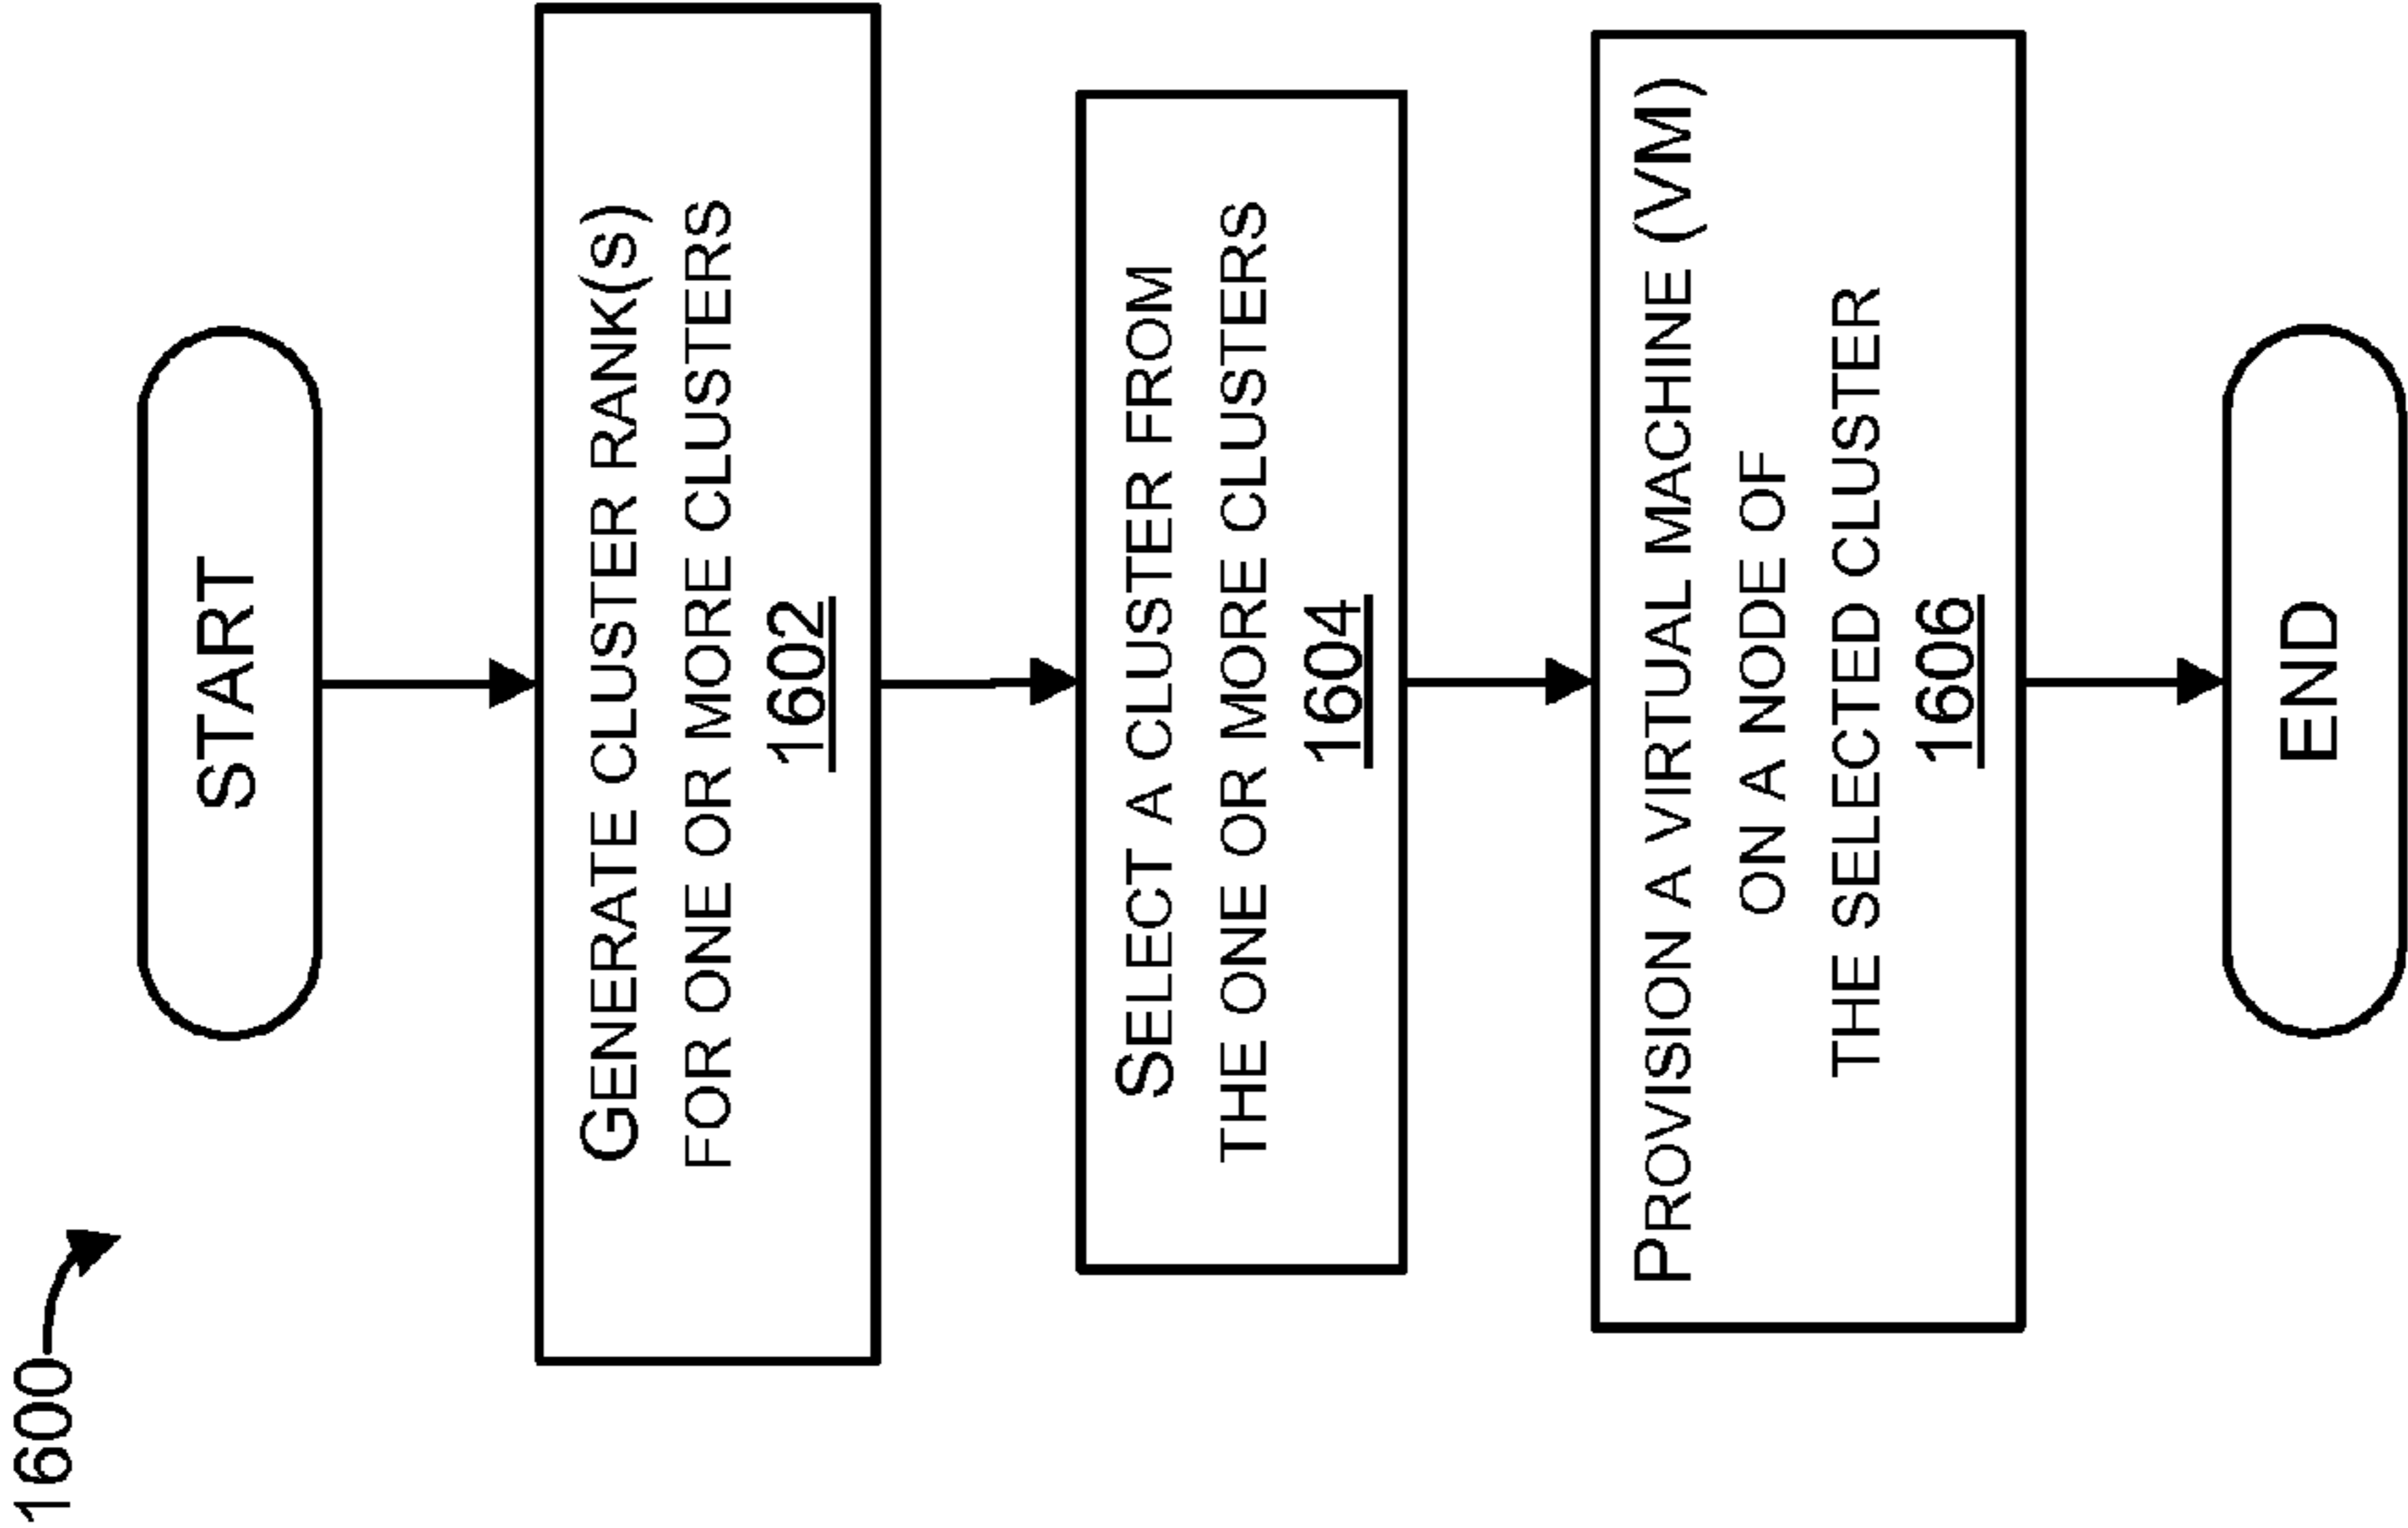 1600
START
GENERATE CLUSTER RANK(S)
FOR ONE OR MORE CLUSTERS
1602
SELECT A CLUSTER FROM
THE ONE OR MORE CLUSTERS
1604
PROVISION A VIRTUAL MACHINE (VM)
ON A NODE OF
THE SELECTED CLUSTER
1606
END